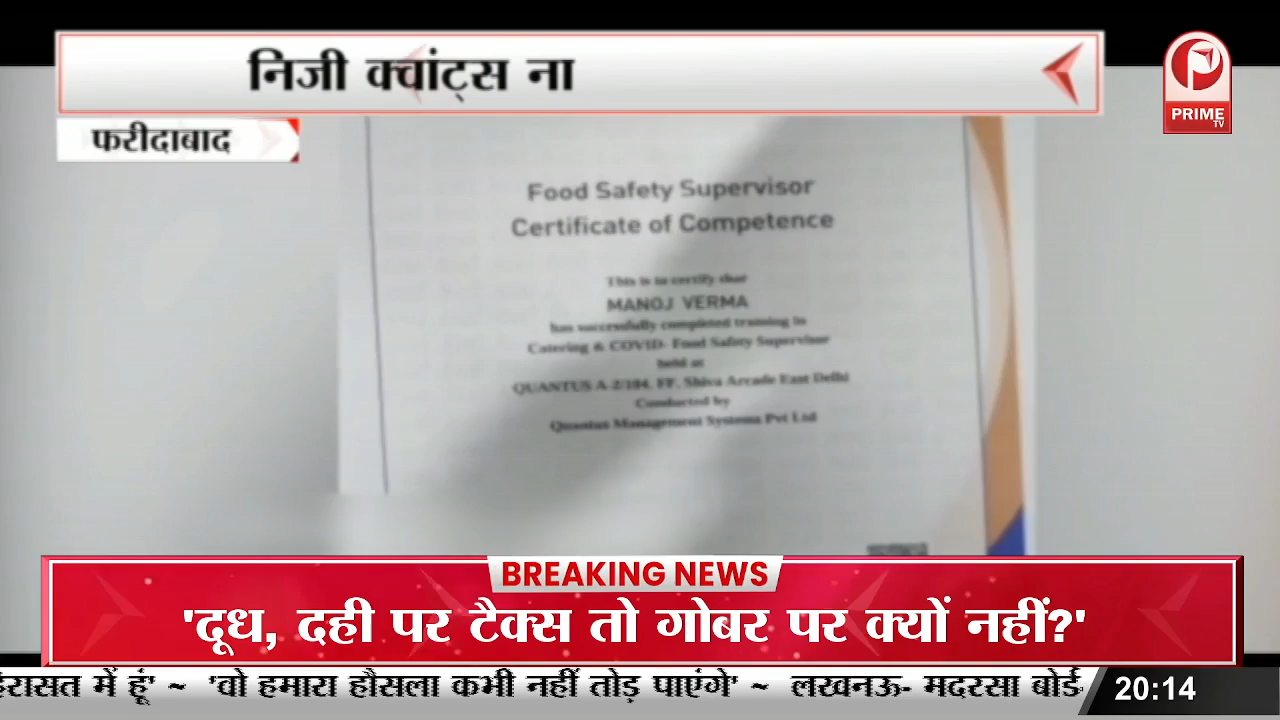 निजी क्वांट्स ना
PRIME
TV
फरीदाबाद
Food Safety Supervisor
Certificate of Competence
This is to certify that
MANOJ VERMA
has successfully completed training in
Catering & COVID- Food Safety Supervisor
held at
QUANTUS A-2/104, FF, Shiva Arcade East Delhi
Conducted by
Quantus Management Systems Pvt Ltd
BREAKING NEWS
'दूध, दही पर टैक्स तो गोबर पर क्यों नहीं?'
हिरासत में हूं' ~ 'वो हमारा हौसला कभी नहीं तोड़ पाएंगे' ~ लखनऊ- मदरसा बोर्ड
20:14